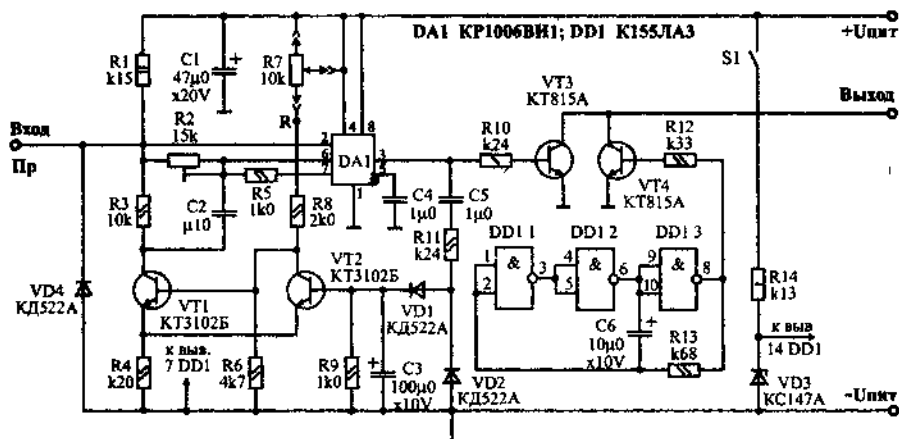 DA1 КР1006ВИ1; DD1 К155ЛАЗ
+Uпит
R1
k15
C1
47µ0
x20V
R7
10k
VT3
КТ815А
S1
Выход
R2
15k
Вход
Пр
R
4 8
2
6
7
DA1
3
1
R10
k24
R12
k33
VT4
КТ815А
R3
10k
C2
µ10
R5
1k0
R8
2k0
C4
1µ0
C5
1µ0
R11
k24
DD1 1
DD1 2
DD1 3
1
2
&
3
4
5
&
6
9
10
&
8
R14
k13
VD4
КД522А
VT1
КТ3102Б
VT2
КТ3102Б
VD1
КД522А
C6
10µ0
x10V
R13
k68
к выв
14 DD1
R4
k20
к выв.
7 DD1
R6
4k7
R9
1k0
C3
100µ0
x10V
VD2
КД522А
VD3
КС147А
-Uпит